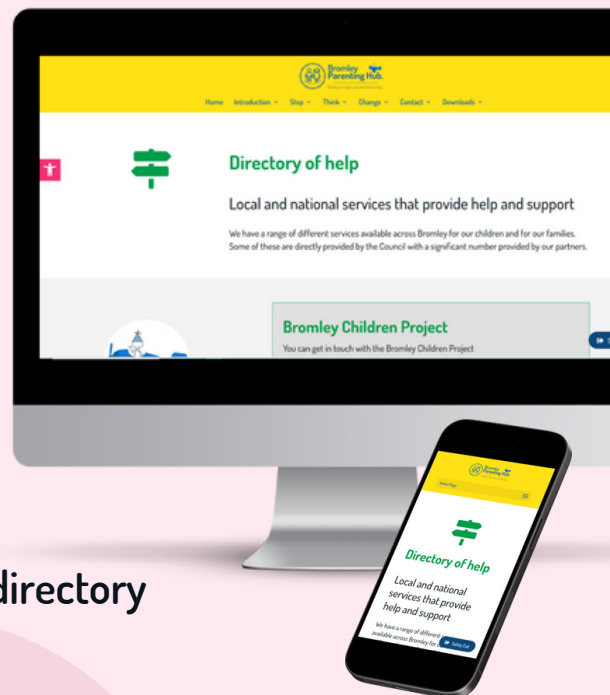 Bromley
Parenting Hub.
Home Introduction Stop Think Change Contact Downloads
Directory of help
Local and national services that provide help and support
We have a range of different services available across Bromley for our children and for our families.
Some of these are directly provided by the Council with a significant number provided by our partners.
Bromley Children Project
You can get in touch with the Bromley Children Project
Bromley
Parenting Hub.
Select Page
Directory of help
Local and national
services that provide
help and support
We have a range of different
available across Bromley for
Safety Exit
directory